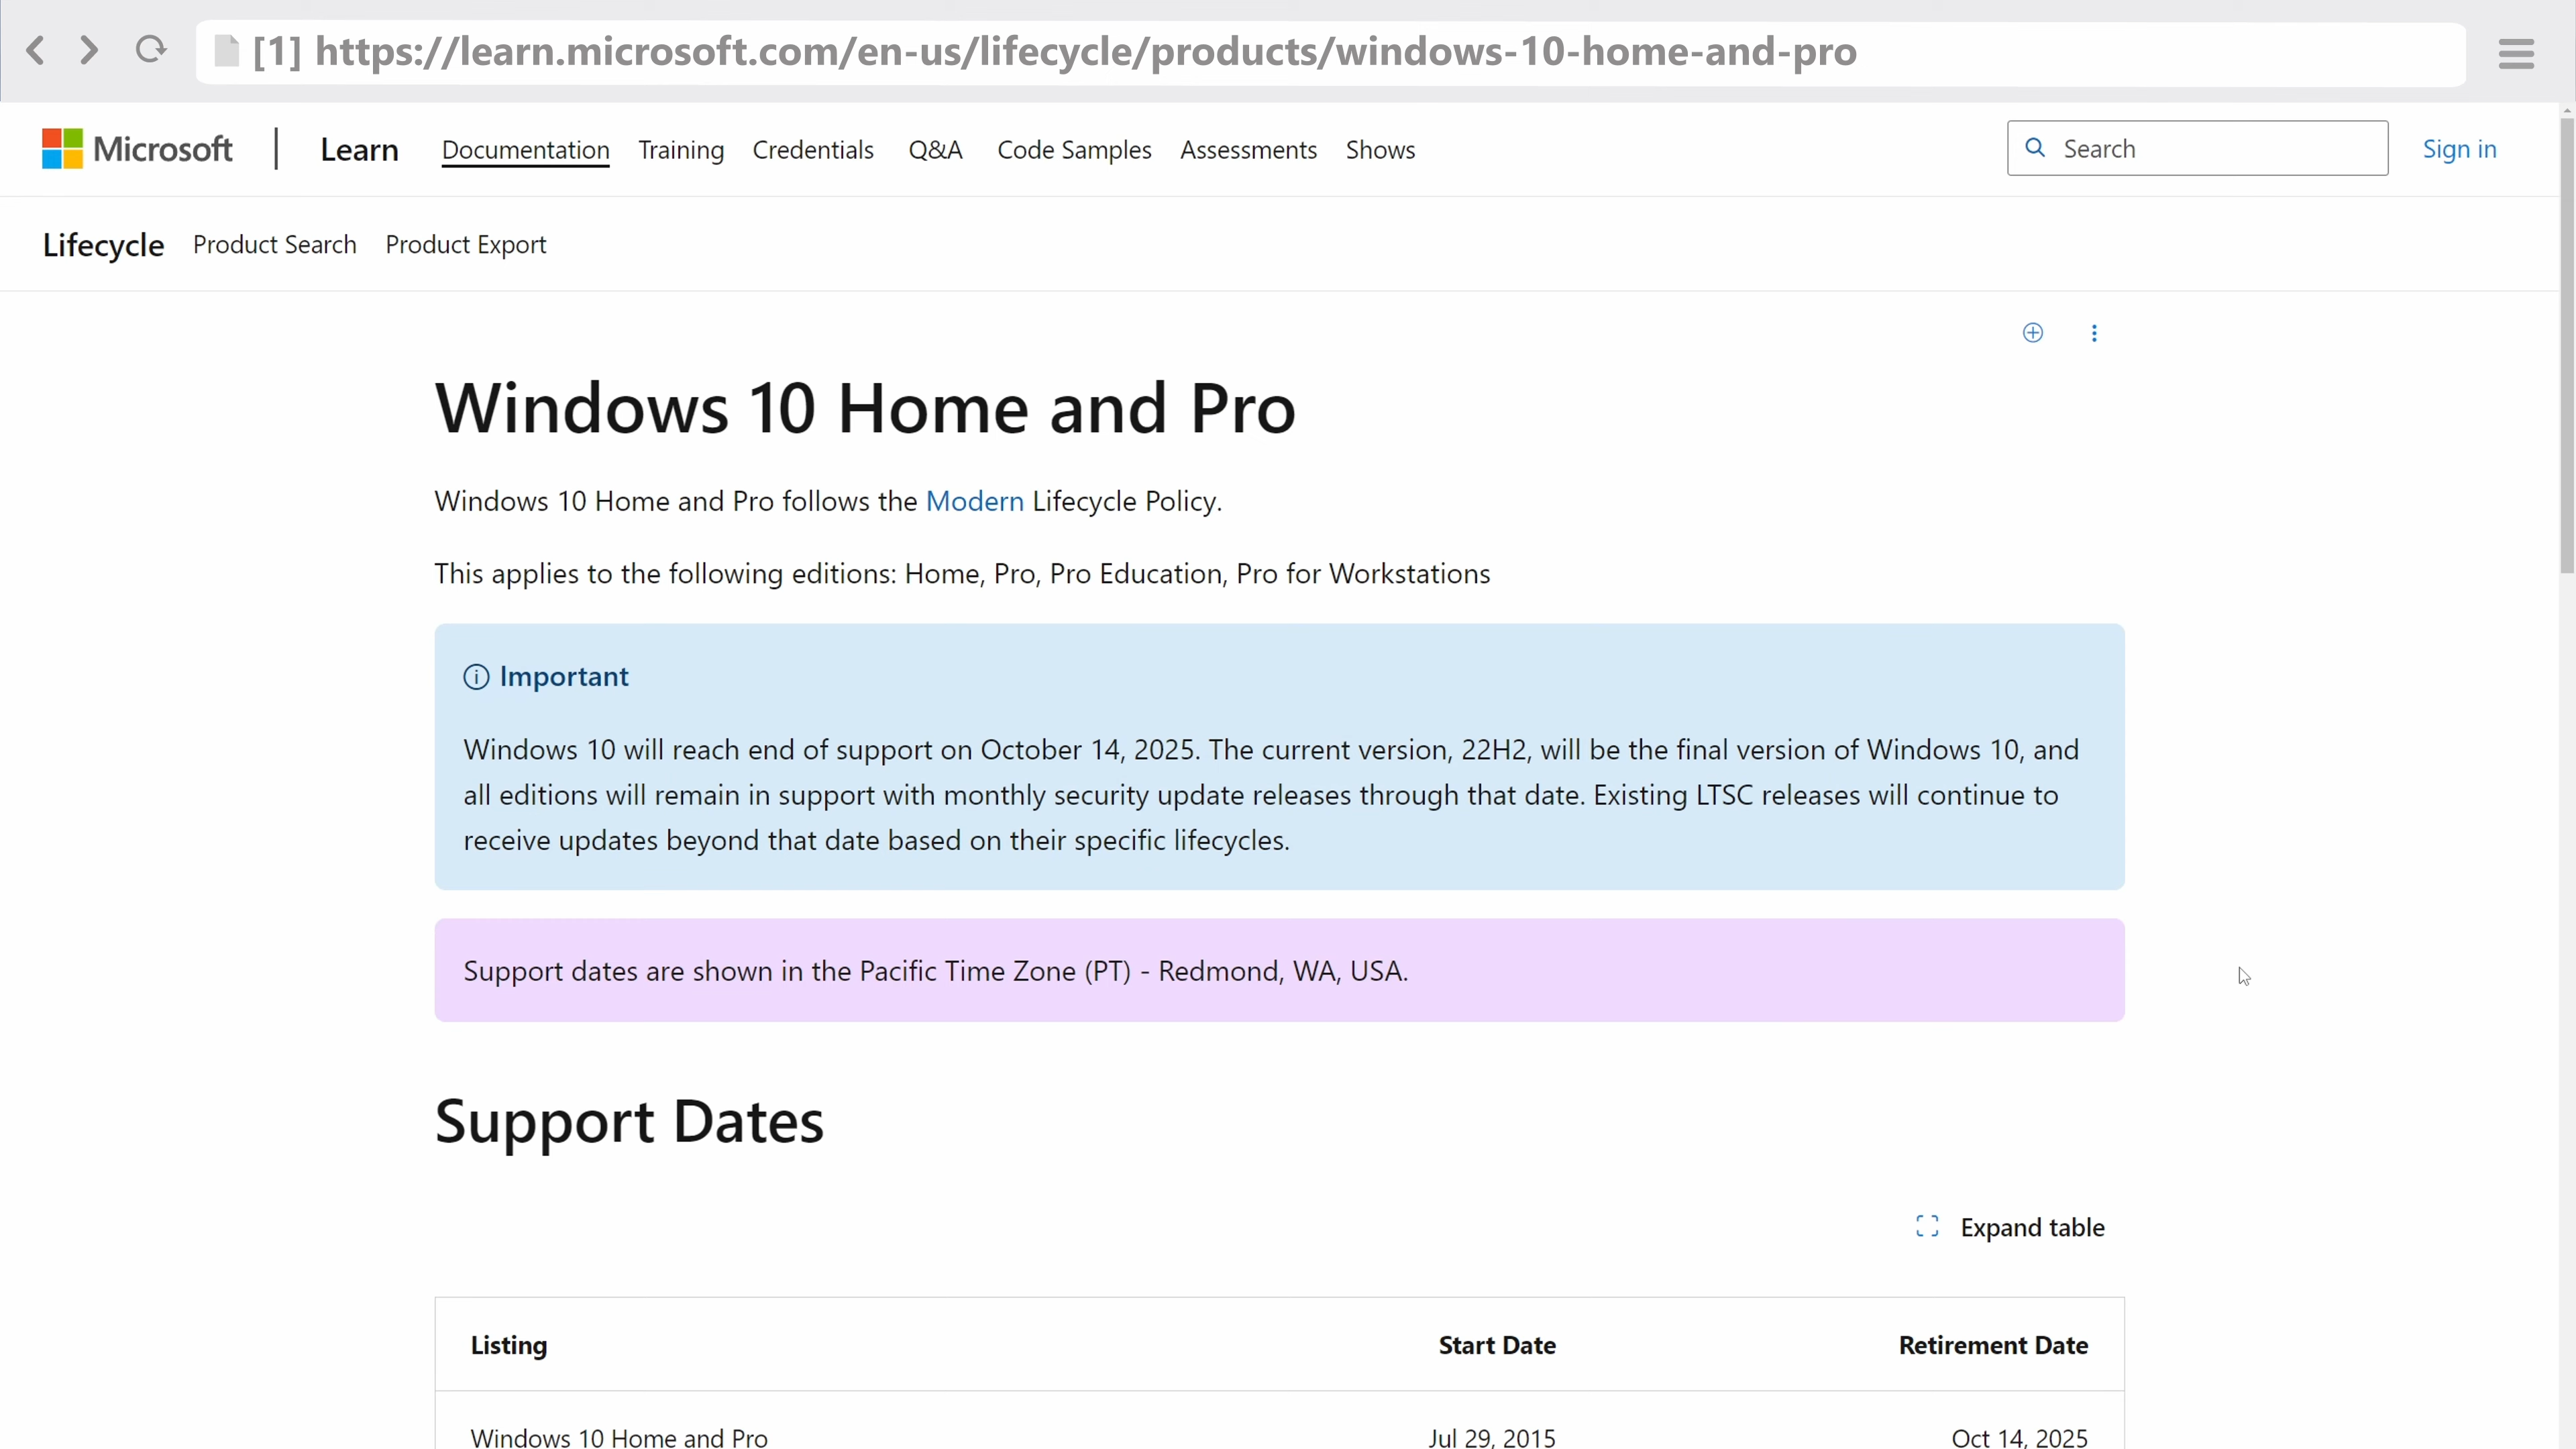 [1] https://learn.microsoft.com/en-us/lifecycle/products/windows-10-home-and-pro
Microsoft Learn Documentation Training Credentials Q&A Code Samples Assessments Shows Search Sign in
Lifecycle Product Search Product Export
Windows 10 Home and Pro
Windows 10 Home and Pro follows the Modern Lifecycle Policy.
This applies to the following editions: Home, Pro, Pro Education, Pro for Workstations
Important
Windows 10 will reach end of support on October 14, 2025. The current version, 22H2, will be the final version of Windows 10, and
all editions will remain in support with monthly security update releases through that date. Existing LTSC releases will continue to
receive updates beyond that date based on their specific lifecycles.
Support dates are shown in the Pacific Time Zone (PT) - Redmond, WA, USA.
Support Dates
Expand table
Listing Start Date Retirement Date
Windows 10 Home and Pro Jul 29, 2015 Oct 14, 2025